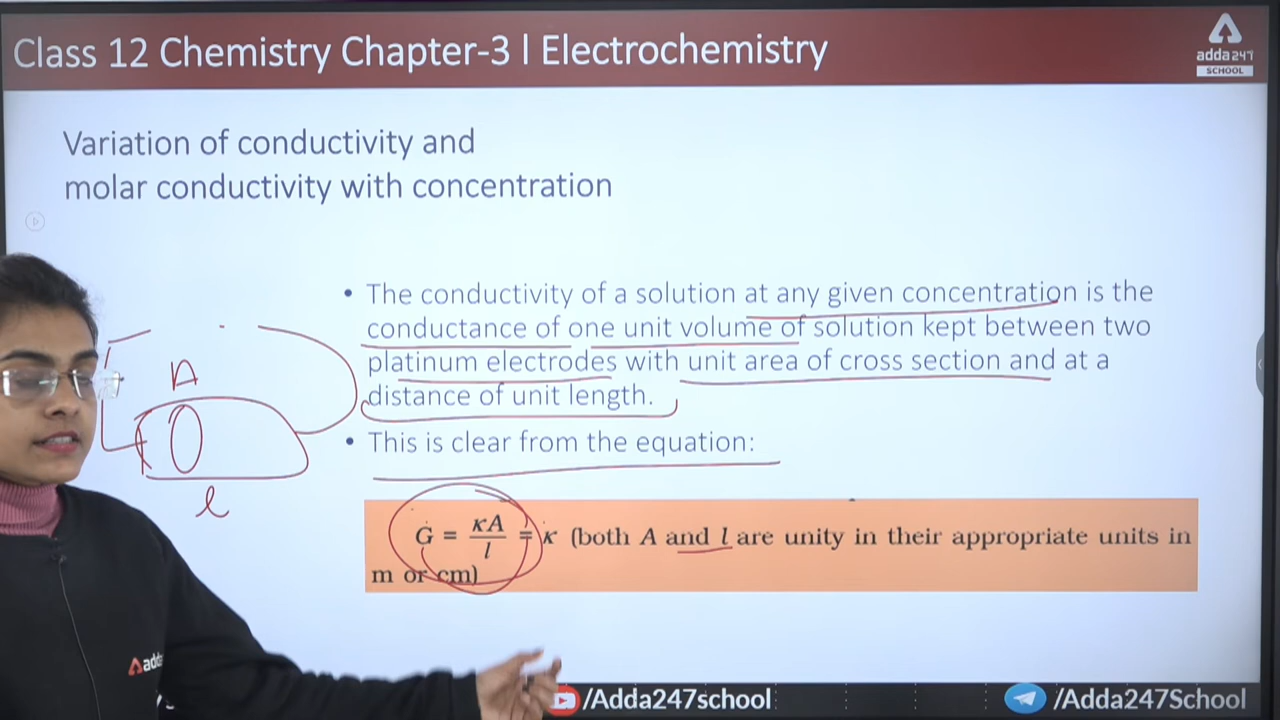 Class 12 Chemistry Chapter-3 l Electrochemistry
adda247
SCHOOL
Variation of conductivity and
molar conductivity with concentration
• The conductivity of a solution at any given concentration is the
conductance of one unit volume of solution kept between two
platinum electrodes with unit area of cross section and at a
distance of unit length.
• This is clear from the equation:
G = κA/l = κ (both A and l are unity in their appropriate units in
m or cm)
A
l
adda
/Adda247school
/Adda247School